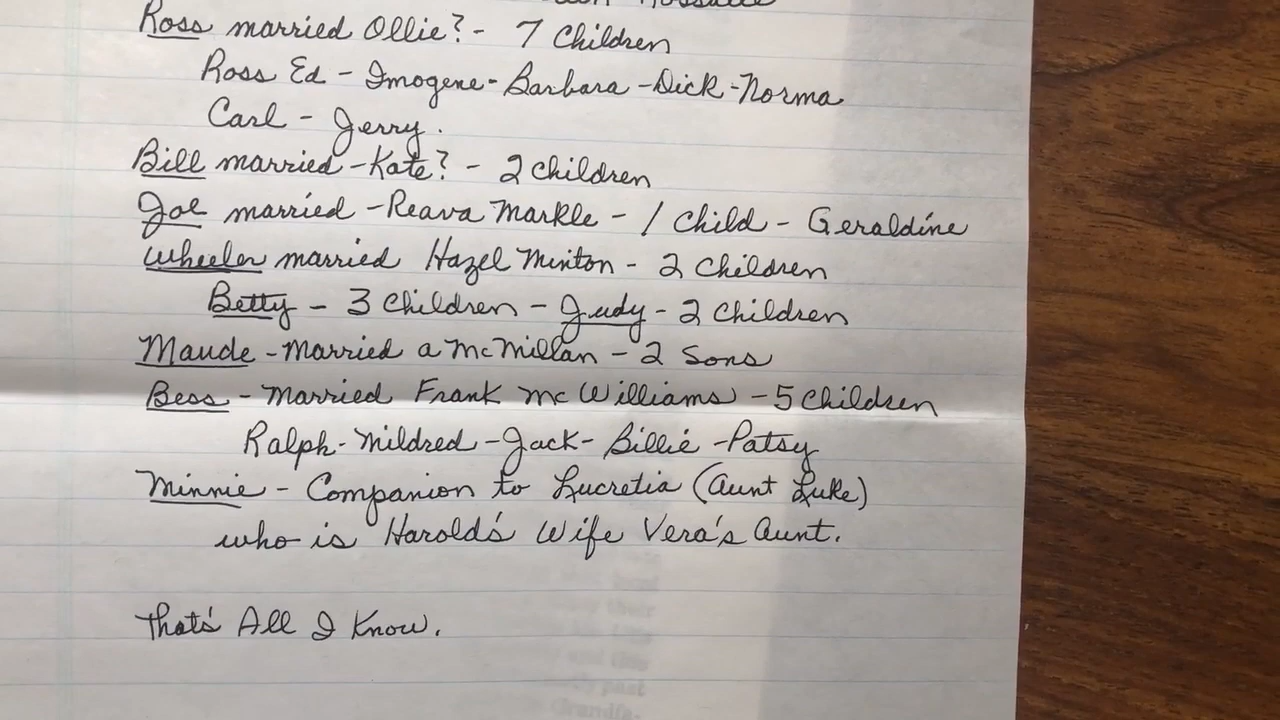 Ross married Ollie? - 7 Children
Ross Ed - Imogene - Barbara - Dick - Norma
Carl - Jerry.
Bill married - Kate? - 2 Children
Joe married - Reava Markle - 1 Child - Geraldine
Wheeler married Hazel Minton - 2 Children
Betty - 3 Children - Judy - 2 Children
Maude - Married a McMillan - 2 Sons
Bess - Married Frank McWilliams - 5 Children
Ralph - Mildred - Jack - Billie - Patsy
Minnie - Companion to Lucretia (Aunt Luke)
who is Harold's Wife Vera's Aunt.
That's All I Know.